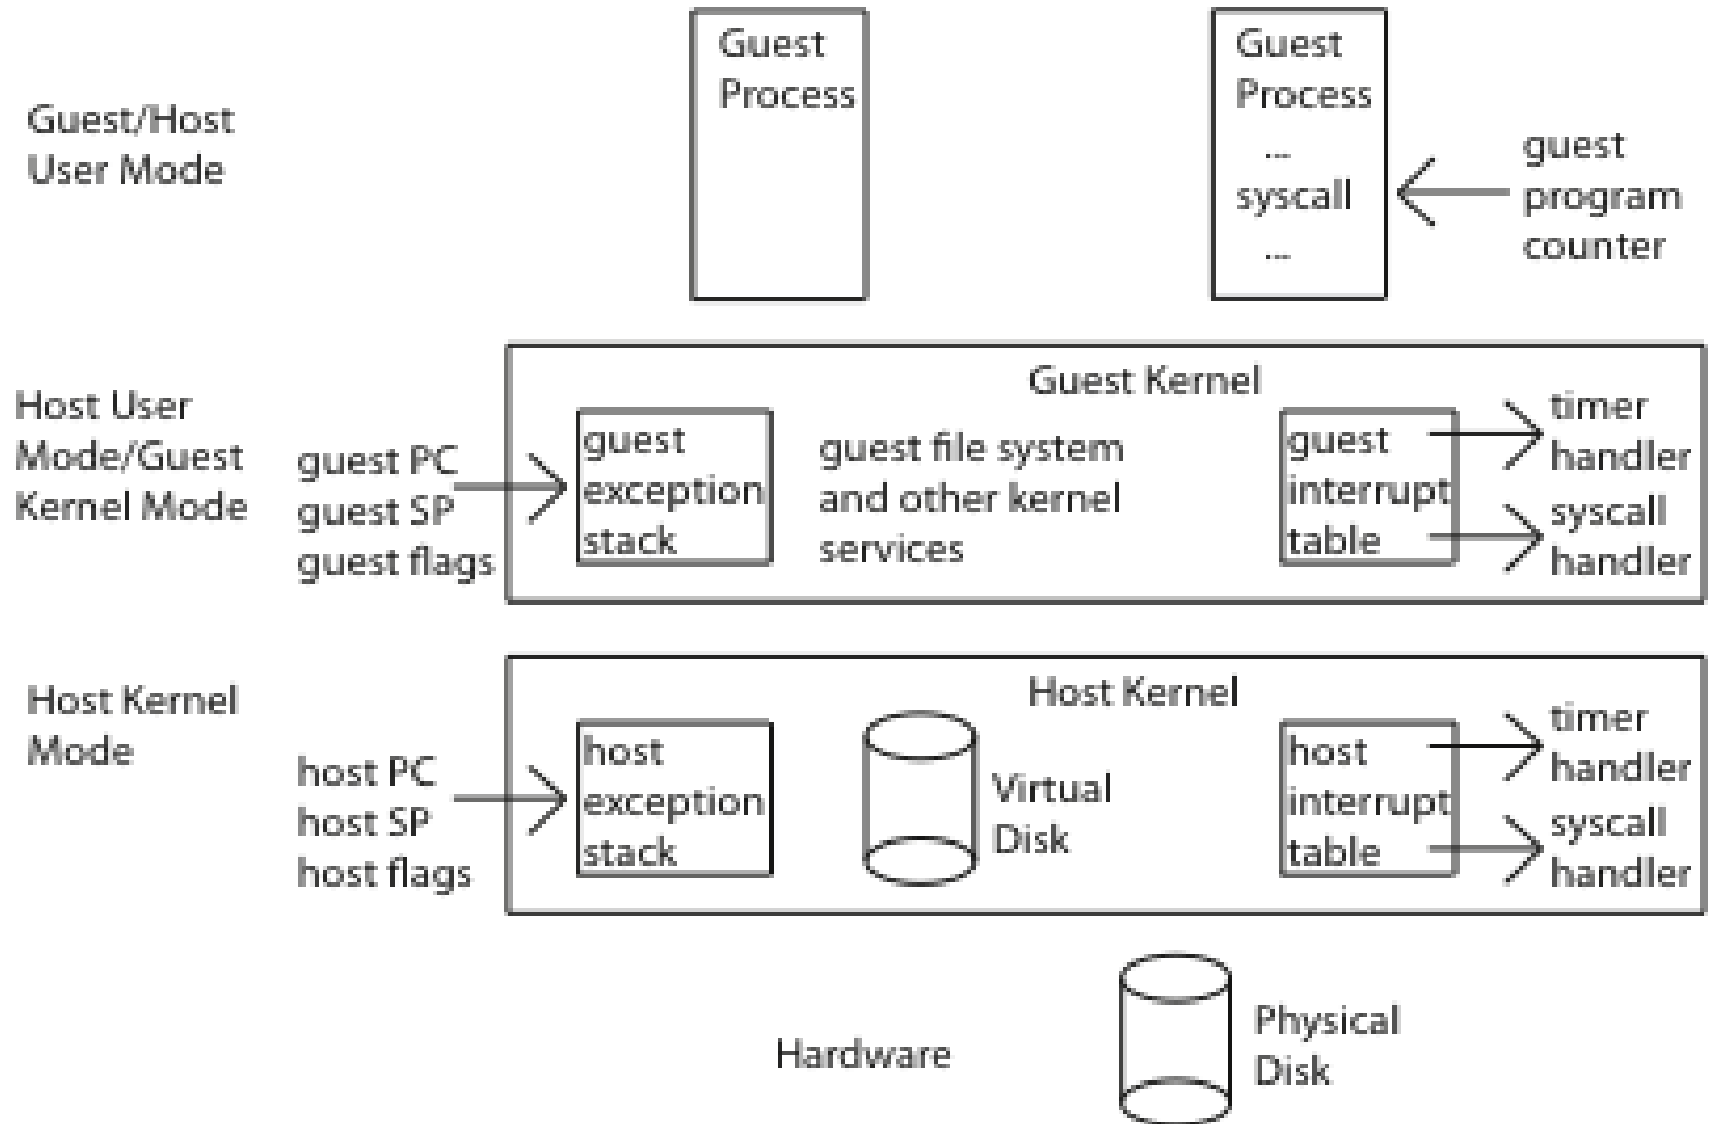 Guest
Process
Guest
Process
...
syscall
...
guest
program
counter
Guest/Host
User Mode
Guest Kernel
Host User
Mode/Guest
Kernel Mode
guest PC
guest SP
guest flags
guest
exception
stack
guest file system
and other kernel
services
guest
interrupt
table
timer
handler
syscall
handler
Host Kernel
Host Kernel
Mode
host PC
host SP
host flags
host
exception
stack
Virtual
Disk
host
interrupt
table
timer
handler
syscall
handler
Hardware
Physical
Disk